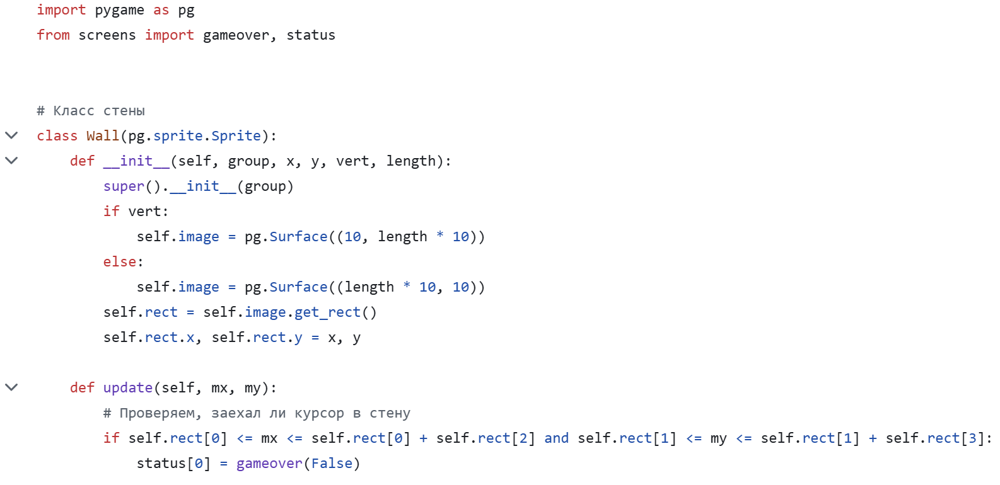 import pygame as pg
from screens import gameover, status
# Класс стены
class Wall(pg.sprite.Sprite):
    def __init__(self, group, x, y, vert, length):
        super().__init__(group)
        if vert:
            self.image = pg.Surface((10, length * 10))
        else:
            self.image = pg.Surface((length * 10, 10))
        self.rect = self.image.get_rect()
        self.rect.x, self.rect.y = x, y
    def update(self, mx, my):
        # Проверяем, заехал ли курсор в стену
        if self.rect[0] <= mx <= self.rect[0] + self.rect[2] and self.rect[1] <= my <= self.rect[1] + self.rect[3]:
            status[0] = gameover(False)